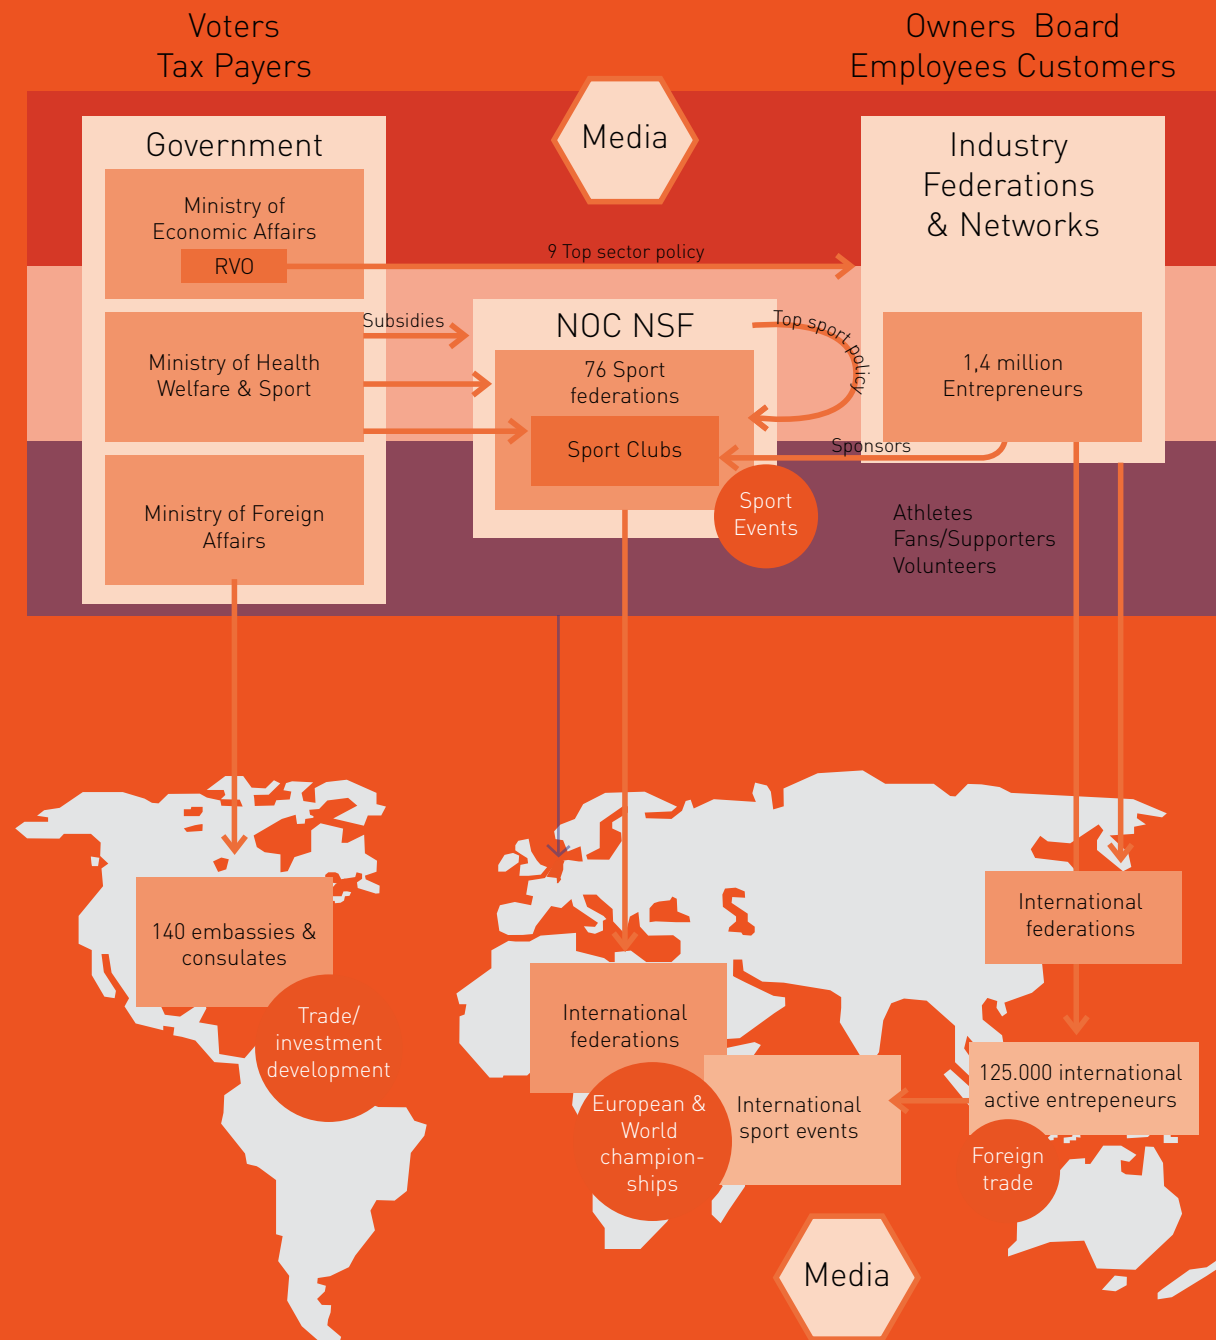 Voters
Tax Payers
Owners Board
Employees Customers
Media
Government
Ministry of
Economic Affairs
RVO
Industry
Federations
& Networks
9 Top sector policy
Subsidies
NOC NSF
Top sport policy
Ministry of Health
Welfare & Sport
76 Sport
federations
1,4 million
Entrepreneurs
Sport Clubs
Sponsors
Ministry of Foreign
Affairs
Sport
Events
Athletes
Fans/Supporters
Volunteers
140 embassies &
consulates
International
federations
Trade/
investment
development
International
federations
125.000 international
active entrepeneurs
European &
World
champion-
ships
International
sport events
Foreign
trade
Media